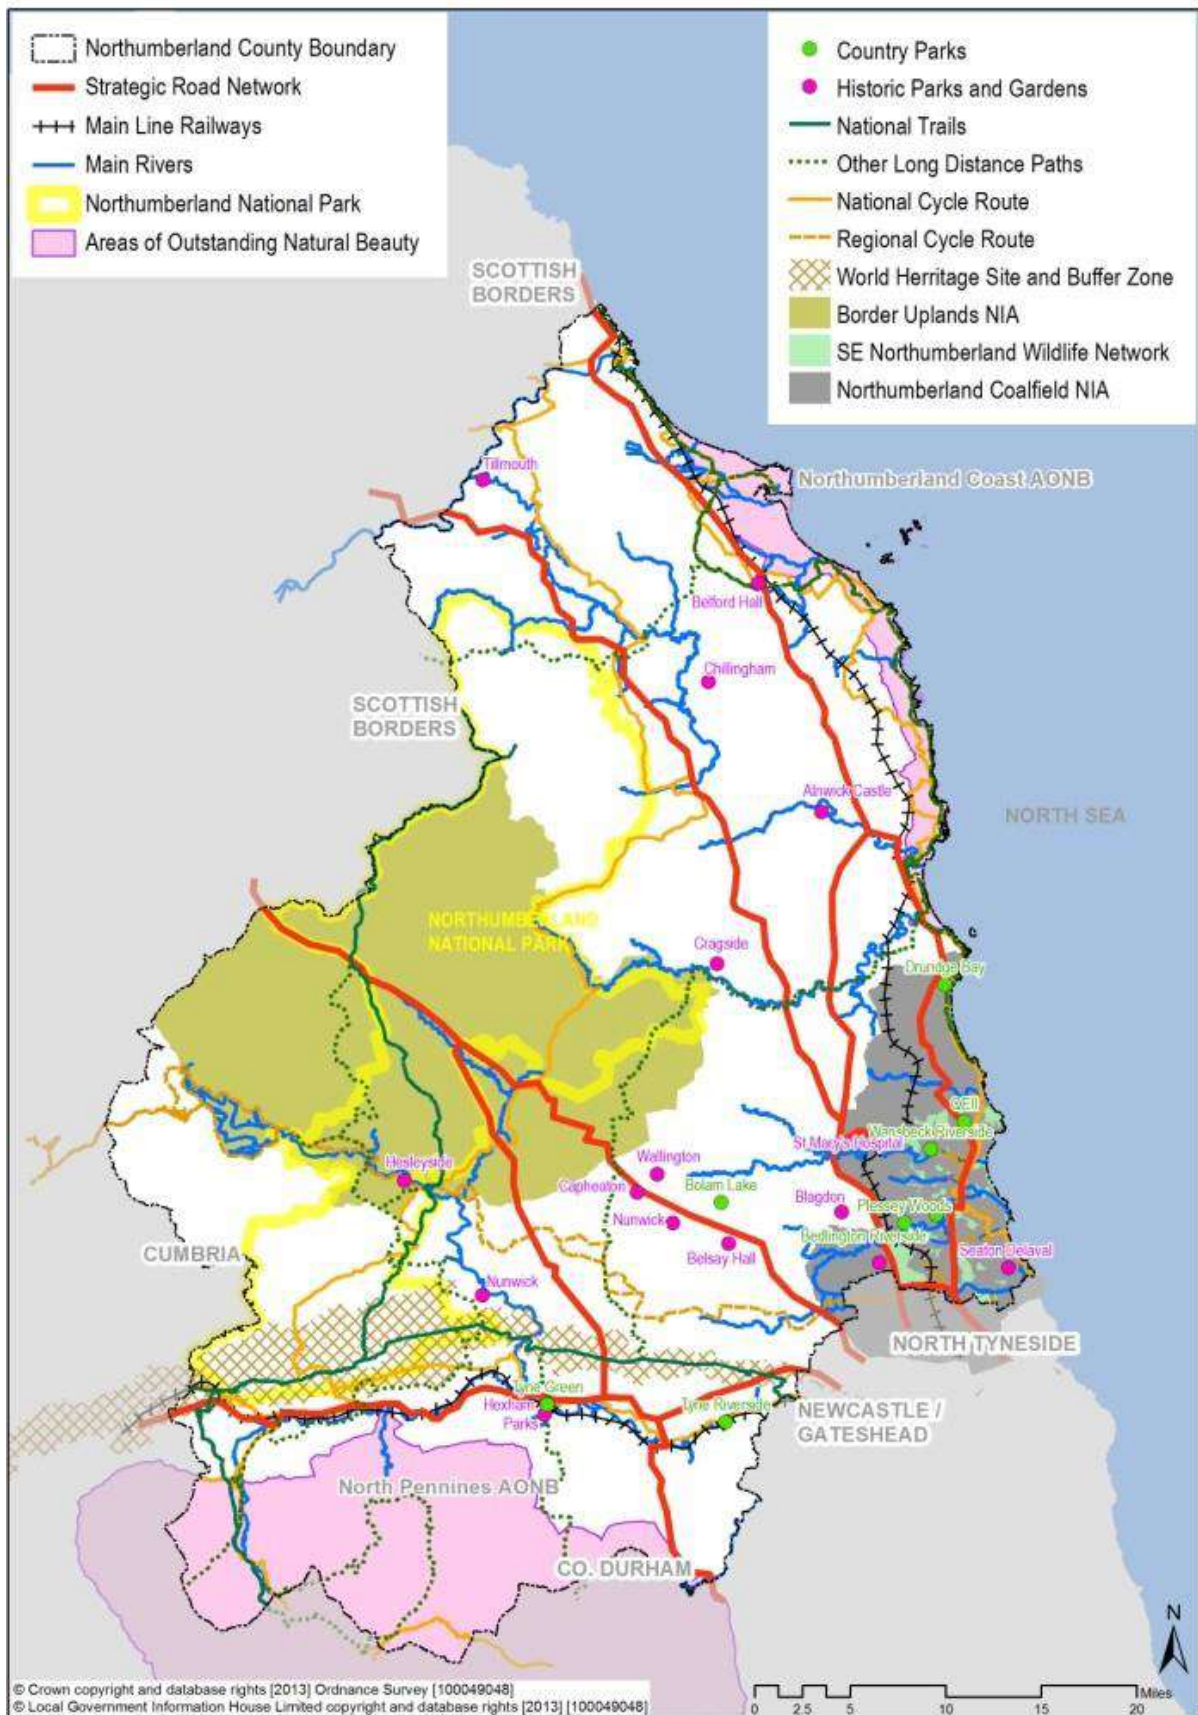 Northumberland County Boundary
Strategic Road Network
Main Line Railways
Main Rivers
Northumberland National Park
Areas of Outstanding Natural Beauty
Country Parks
Historic Parks and Gardens
National Trails
Other Long Distance Paths
National Cycle Route
Regional Cycle Route
World Herritage Site and Buffer Zone
Border Uplands NIA
SE Northumberland Wildlife Network
Northumberland Coalfield NIA
SCOTTISH
BORDERS
Tillmouth
Northumberland Coast AONB
Belford Hall
Chillingham
SCOTTISH
BORDERS
Alnwick Castle
NORTH SEA
NORTHUMBERLAND
NATIONAL PARK
Cragside
Druridge Bay
QEII
Wansbeck Riverside
St Mary's Hospital
Hesleyside
Wallington
Capheaton
Bolam Lake
Blagdon
Plessey Woods
Nunwick
Bedlington Riverside
Belsay Hall
Seaton Delaval
CUMBRIA
Nunwick
NORTH TYNESIDE
Tyne Green
Hexham
Parks
Tyne Riverside
NEWCASTLE /
GATESHEAD
North Pennines AONB
CO. DURHAM
N
© Crown copyright and database rights [2013] Ordnance Survey [100049048]
© Local Government Information House Limited copyright and database rights [2013] [100049048]
Miles
0 2.5 5 10 15 20